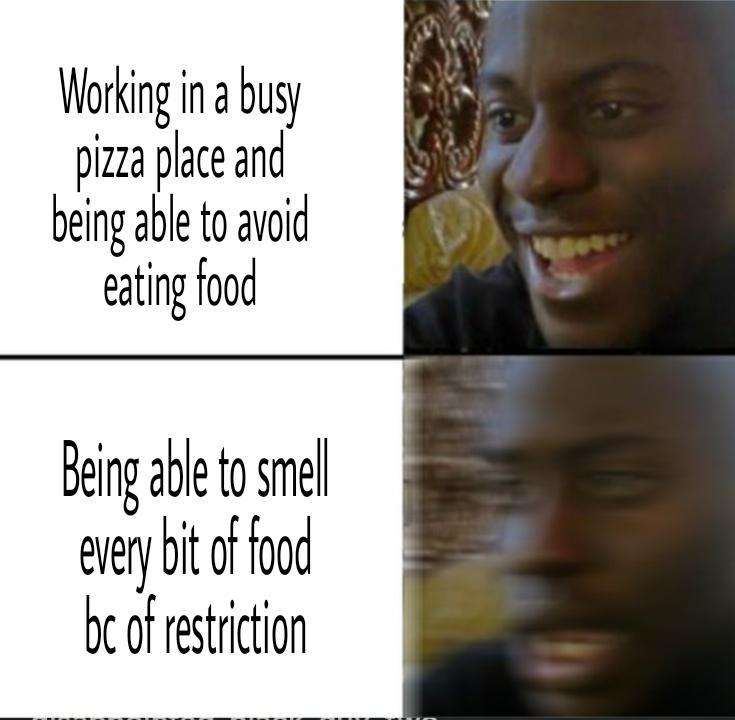 Working in a busy
pizza place and
being able to avoid
eating food
Being able to smell
every bit of food
bc of restriction